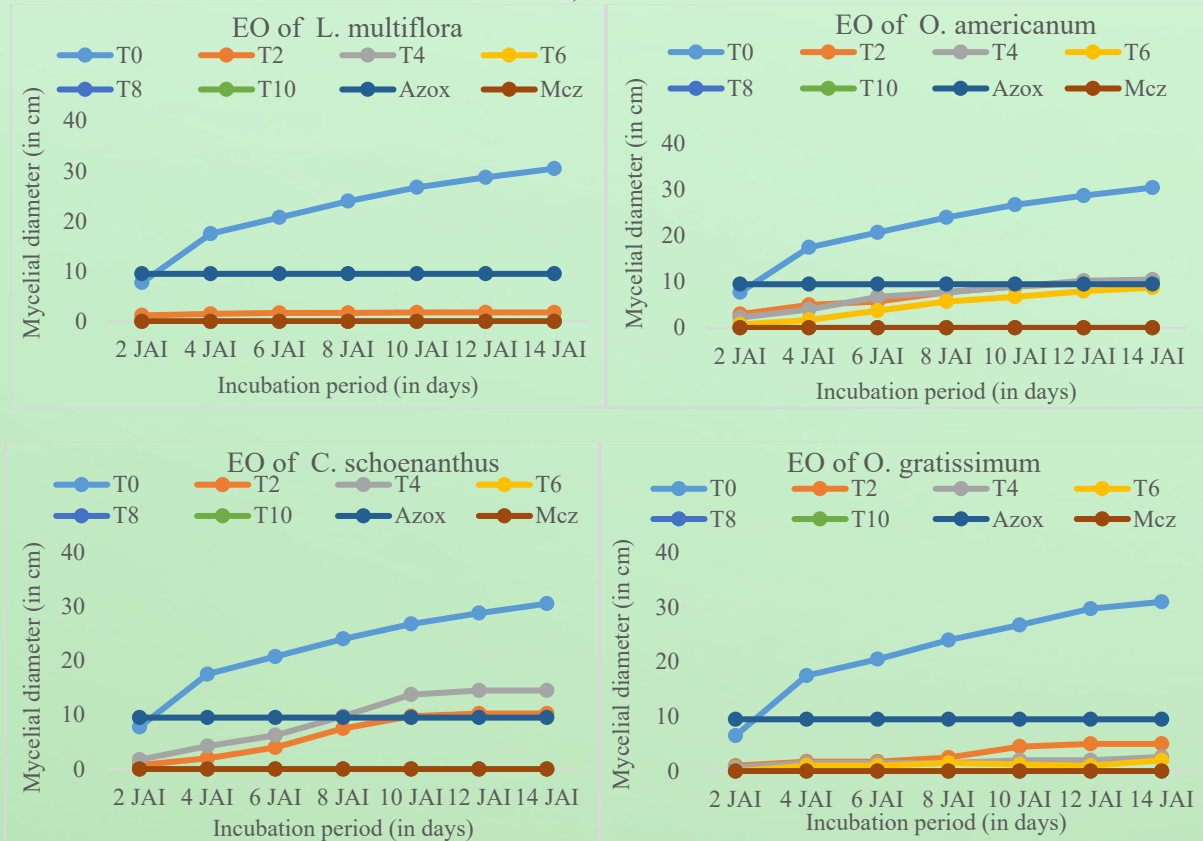 EO of L. multiflora
T0 T2 T4 T6
T8 T10 Azox Mcz
Mycelial diameter (in cm)
40
30
20
10
0
2 JAI 4 JAI 6 JAI 8 JAI 10 JAI 12 JAI 14 JAI
Incubation period (in days)
EO of O. americanum
T0 T2 T4 T6
T8 T10 Azox Mcz
Mycelial diameter (in cm)
40
30
20
10
0
2 JAI 4 JAI 6 JAI 8 JAI 10 JAI 12 JAI 14 JAI
Incubation period (in days)
EO of C. schoenanthus
T0 T2 T4 T6
T8 T10 Azox Mcz
Mycelial diameter (in cm)
40
30
20
10
0
2 JAI 4 JAI 6 JAI 8 JAI 10 JAI 12 JAI 14 JAI
Incubation period (in days)
EO of O. gratissimum
T0 T2 T4 T6
T8 T10 Azox Mcz
Mycelial diameter (in cm)
40
30
20
10
0
2 JAI 4 JAI 6 JAI 8 JAI 10 JAI 12 JAI 14 JAI
Incubation period (in days)